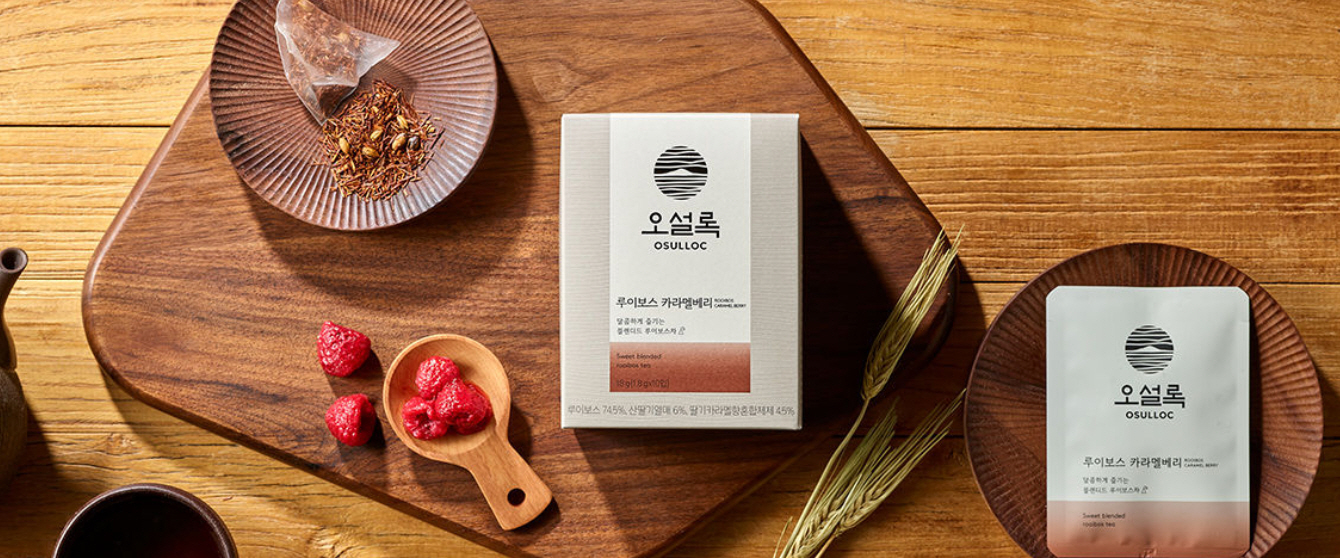 오설록
OSULLOC
루이보스 카라멜베리 ROOIBOS CARAMEL BERRY
달콤하게 즐기는
블렌디드 루이보스차
Sweet blended
rooibos tea
18g(1.8gx10입)
루이보스 74.5%, 산딸기열매 6%, 딸기카라멜향혼합제제 4.5%
오설록
OSULLOC
루이보스 카라멜베리 ROOIBOS CARAMEL BERRY
달콤하게 즐기는
블렌디드 루이보스차
Sweet blended
rooibos tea